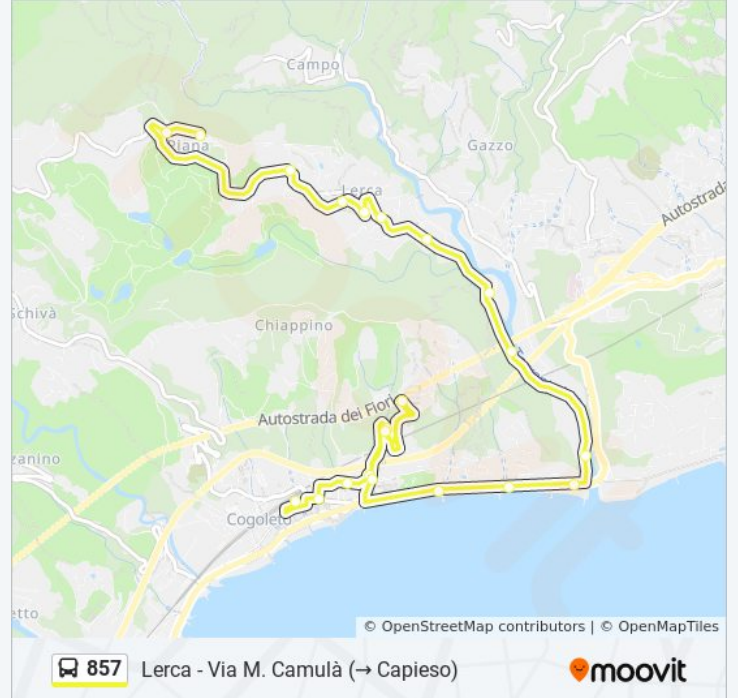 Campo
Gazzo
Piana
Lerca
Autostrada
Schivà
Chiappino
Autostrada dei Fiori
zanino
Cogoleto
etto
© OpenStreetMap contributors | © OpenMapTiles
857 Lerca - Via M. Camulà (→ Capieso)
moovit